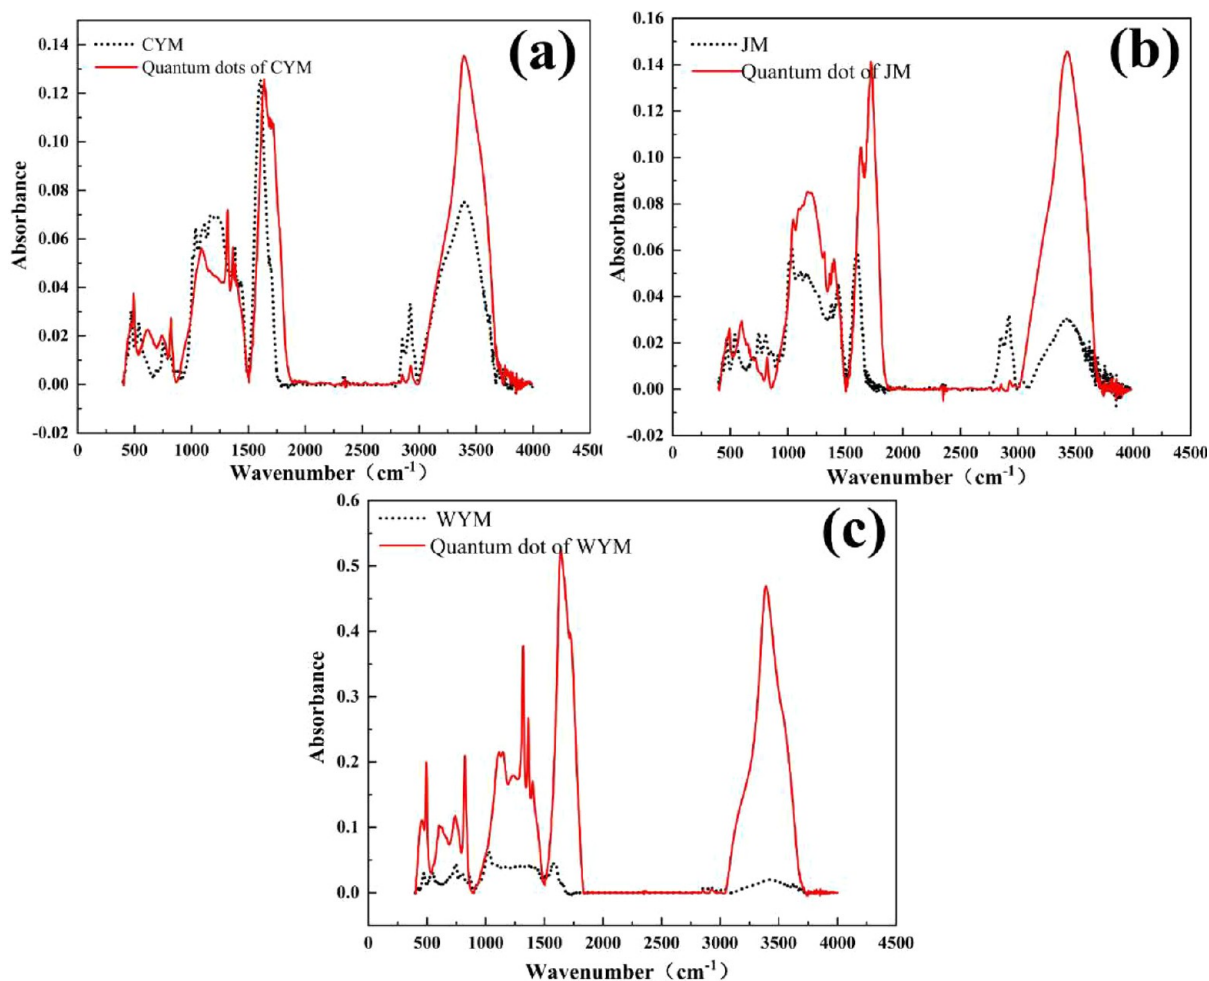 (a)
CYM
Quantum dots of CYM
0.14
0.12
0.10
0.08
0.06
0.04
0.02
0.00
-0.02
Absorbance
500 1000 1500 2000 2500 3000 3500 4000 4500
Wavenumber（cm-1）
(b)
JM
Quantum dot of JM
0.16
0.14
0.12
0.10
0.08
0.06
0.04
0.02
0.00
-0.02
Absorbance
500 1000 1500 2000 2500 3000 3500 4000 4500
Wavenumber（cm-1）
(c)
WYM
Quantum dot of WYM
0.6
0.5
0.4
0.3
0.2
0.1
0.0
Absorbance
0 500 1000 1500 2000 2500 3000 3500 4000 4500
Wavenumber（cm-1）